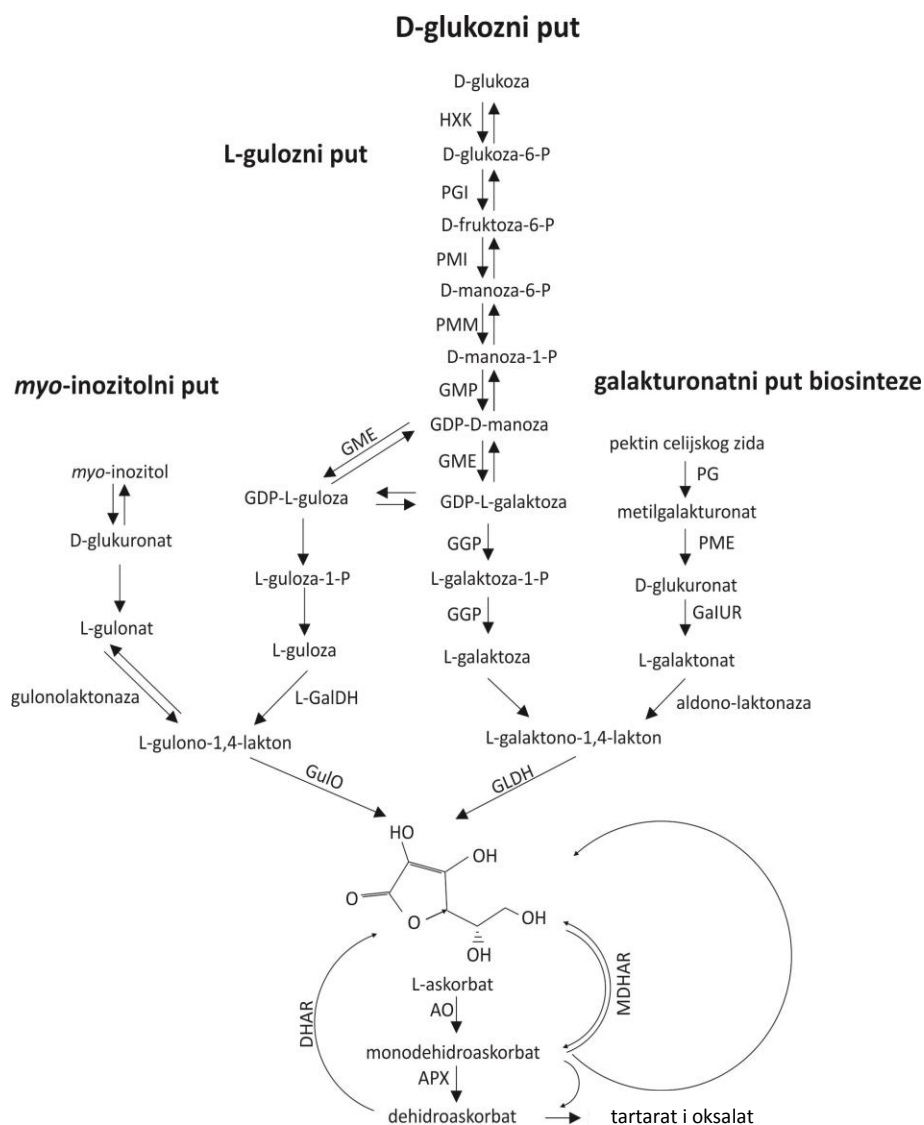 D-glukozni put
D-glukoza
HXK
L-gulozni put
D-glukoza-6-P
PGI
D-fruktoza-6-P
PMI
D-manoza-6-P
PMM
D-manoza-1-P
myo-inozitolni put
galakturonatni put biosinteze
GMP
GDP-D-manoza
GME
GME
pektin celijskog zida
PG
myo-inozitol
GDP-L-guloza
GDP-L-galaktoza
metilgalakturonat
D-glukuronat
GGP
PME
L-guloza-1-P
L-galaktoza-1-P
D-glukuronat
GGP
GalUR
L-gulonat
L-guloza
L-galaktoza
L-galaktonat
gulonolaktonaza
L-GalDH
aldono-laktonaza
L-gulono-1,4-lakton
L-galaktono-1,4-lakton
GulO
GLDH
HO
OH
O
O
OH
OH
L-askorbat
AO
DHAR
MDHAR
monodehidroaskorbat
APX
dehidroaskorbat
tartarat i oksalat